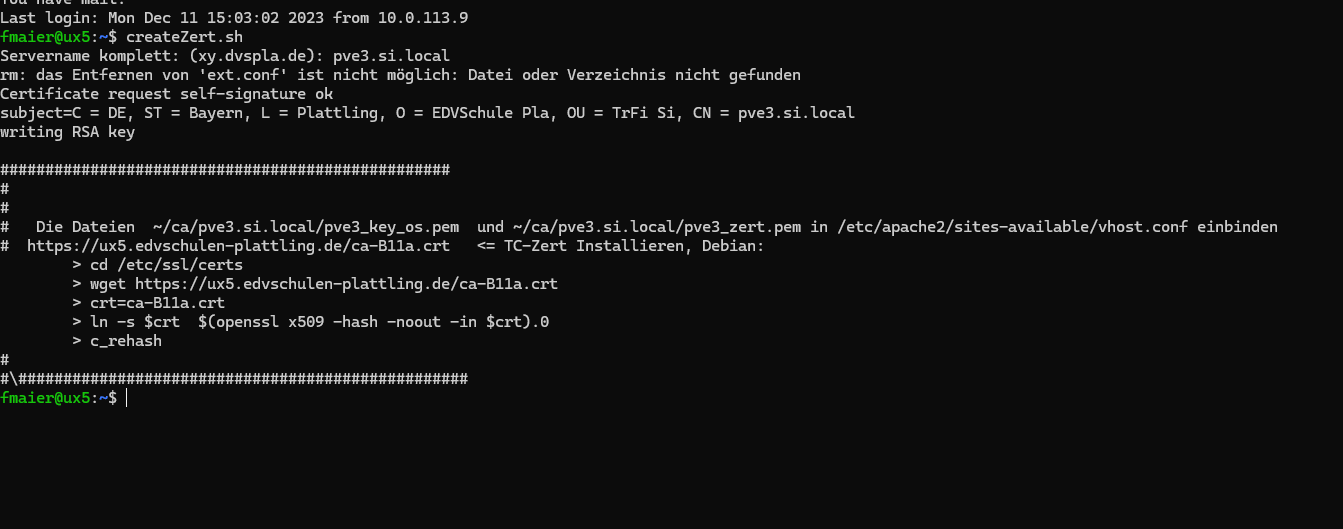 You have mail.
Last login: Mon Dec 11 15:03:02 2023 from 10.0.113.9
fmaier@ux5:~$ createZert.sh
Servername komplett: (xy.dvspla.de): pve3.si.local
rm: das Entfernen von 'ext.conf' ist nicht möglich: Datei oder Verzeichnis nicht gefunden
Certificate request self-signature ok
subject=C = DE, ST = Bayern, L = Plattling, O = EDVSchule Pla, OU = TrFi Si, CN = pve3.si.local
writing RSA key
##################################################
#
#
#   Die Dateien  ~/ca/pve3.si.local/pve3_key_os.pem  und ~/ca/pve3.si.local/pve3_zert.pem in /etc/apache2/sites-available/vhost.conf einbinden
#  https://ux5.edvschulen-plattling.de/ca-B11a.crt   <= TC-Zert Installieren, Debian:
        > cd /etc/ssl/certs
        > wget https://ux5.edvschulen-plattling.de/ca-B11a.crt
        > crt=ca-B11a.crt
        > ln -s $crt  $(openssl x509 -hash -noout -in $crt).0
        > c_rehash
#
#\##################################################
fmaier@ux5:~$